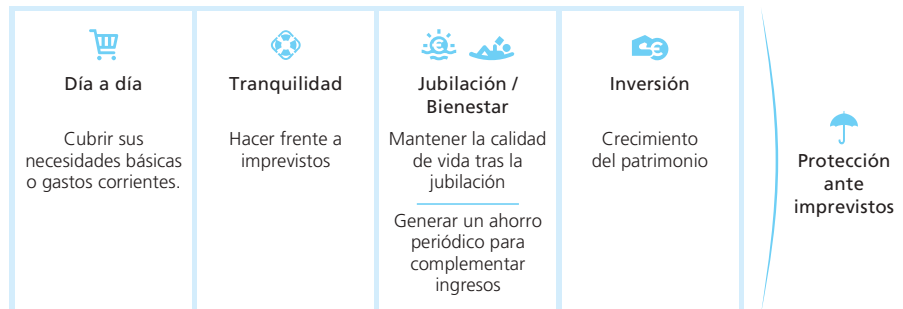 Día a día
Cubrir sus
necesidades básicas
o gastos corrientes.
Tranquilidad
Hacer frente a
imprevistos
Jubilación /
Bienestar
Mantener la calidad
de vida tras la
jubilación
Generar un ahorro
periódico para
complementar
ingresos
Inversión
Crecimiento
del patrimonio
Protección
ante
imprevistos